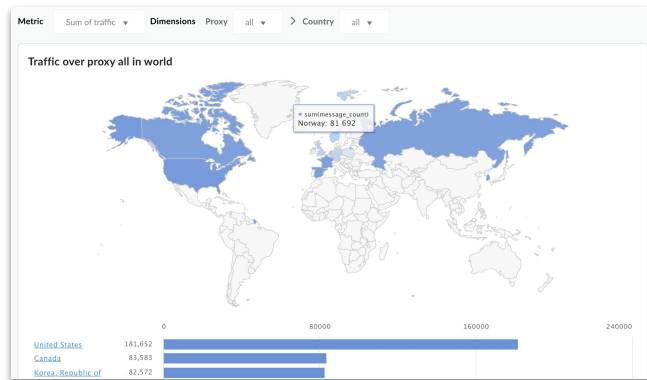 Metric Sum of traffic ▼ Dimensions Proxy all ▼ > Country all ▼
Traffic over proxy all in world
• sum(message_count)
Norway: 81 692
0 80000 160000 240000
United States 181,652
Canada 83,583
Korea, Republic of 82,572